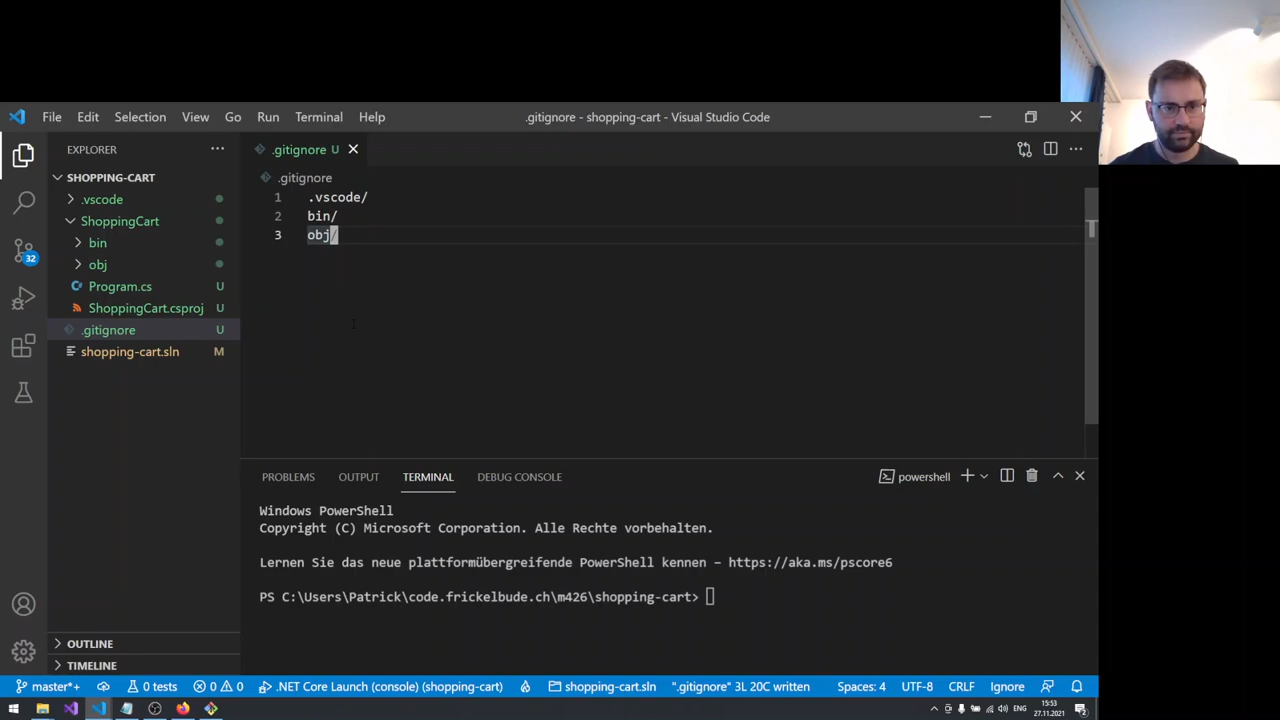 File Edit Selection View Go Run Terminal Help
.gitignore - shopping-cart - Visual Studio Code
EXPLORER
SHOPPING-CART
.vscode
ShoppingCart
bin
obj
Program.cs U
ShoppingCart.csproj U
.gitignore U
shopping-cart.sln M
OUTLINE
TIMELINE
32
.gitignore U
.gitignore
1 .vscode/
2 bin/
3 obj/
PROBLEMS OUTPUT TERMINAL DEBUG CONSOLE
powershell
Windows PowerShell
Copyright (C) Microsoft Corporation. Alle Rechte vorbehalten.
Lernen Sie das neue plattformübergreifende PowerShell kennen – https://aka.ms/pscore6
PS C:\Users\Patrick\code.frickelbude.ch\m426\shopping-cart>
master*+ 0 tests 0 0 .NET Core Launch (console) (shopping-cart) shopping-cart.sln ".gitignore" 3L 20C written Spaces: 4 UTF-8 CRLF Ignore
ENG
15:53
27.11.2021
2